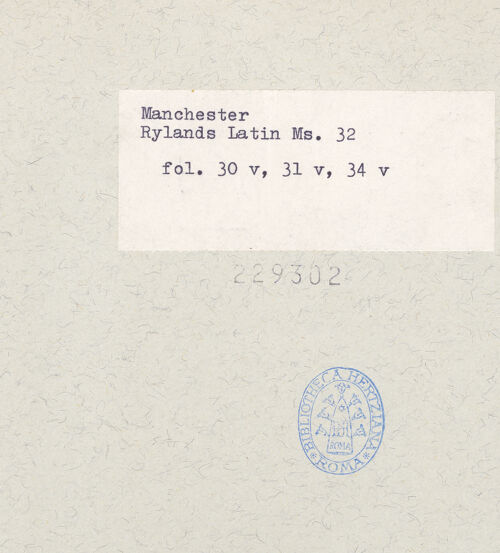 Manchester
Rylands Latin Ms. 32
fol. 30 v, 31 v, 34 v
229302
BIBLIOTHECA HERTZIANA
ROMA
* ROMA *